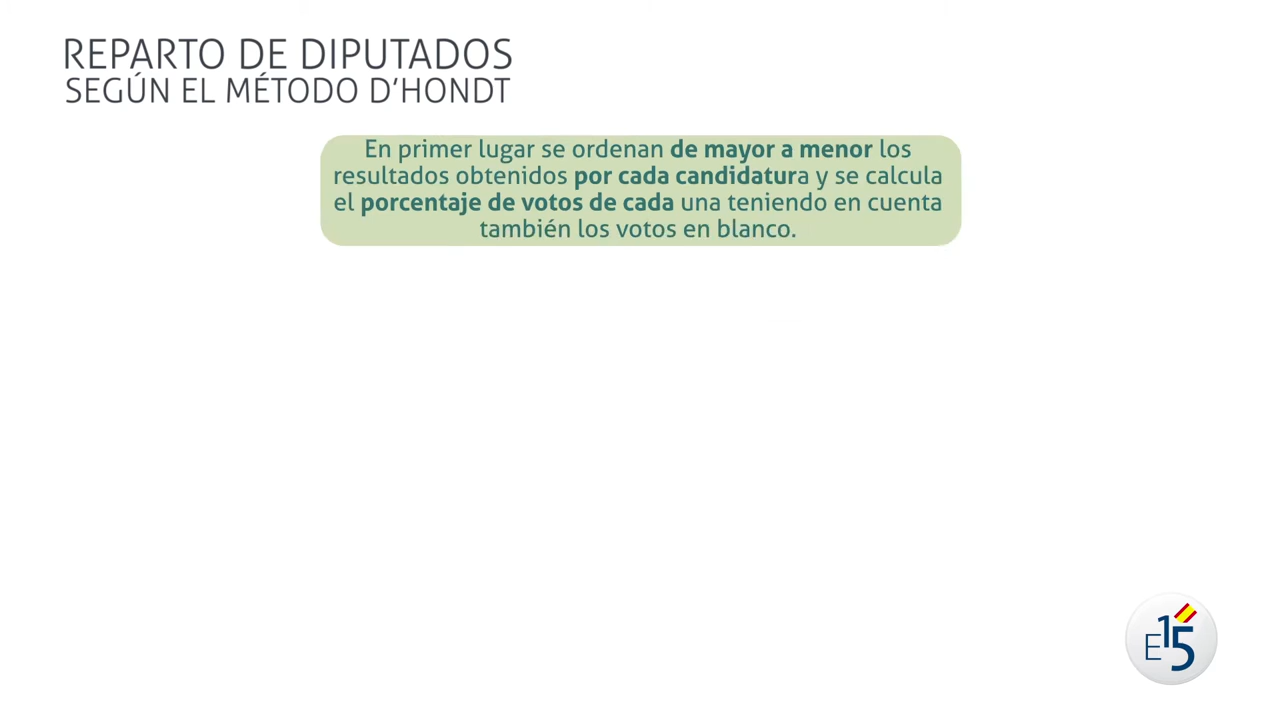 REPARTO DE DIPUTADOS
SEGÚN EL MÉTODO D'HONDT
En primer lugar se ordenan de mayor a menor los
resultados obtenidos por cada candidatura y se calcula
el porcentaje de votos de cada una teniendo en cuenta
también los votos en blanco.
E15